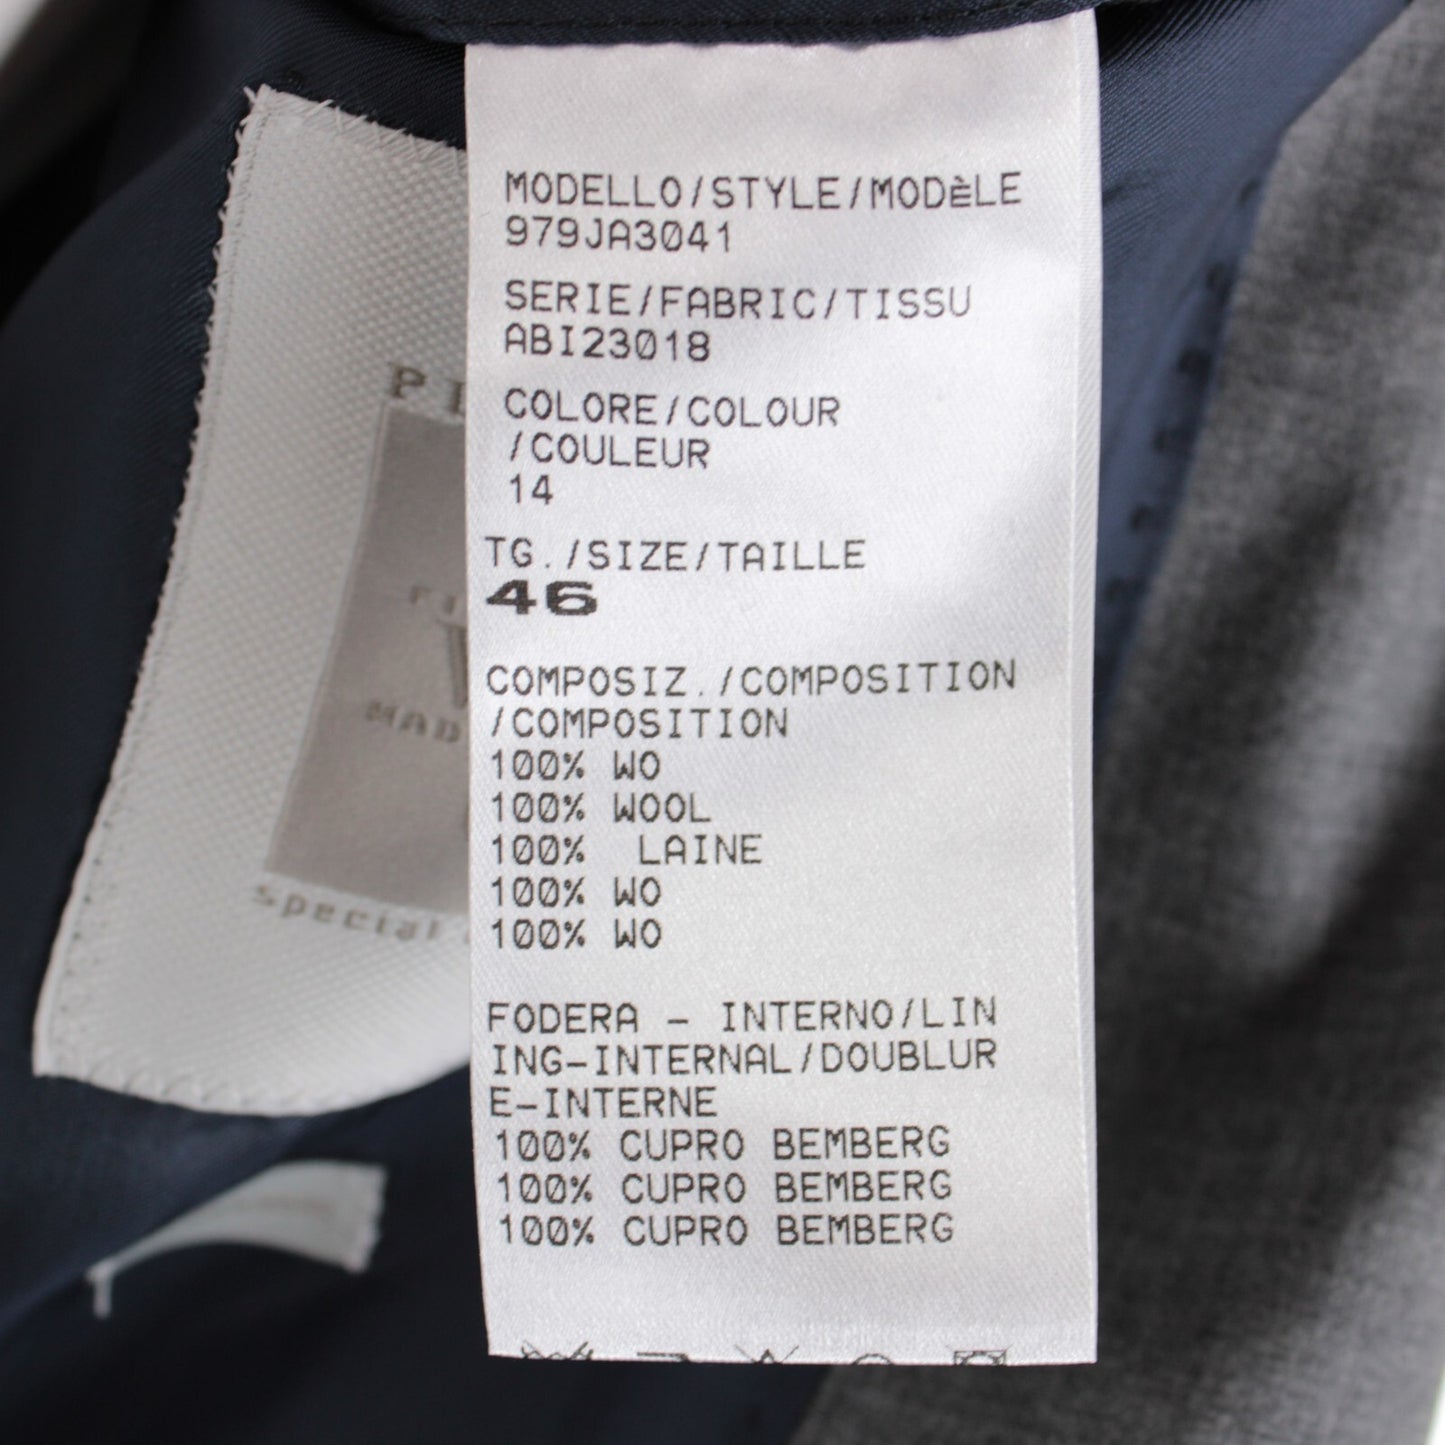 MODELLO/STYLE/MODÈLE
979JA3041
SERIE/FABRIC/TISSU
ABI23018
COLORE/COLOUR
/COULEUR
14
TG./SIZE/TAILLE
46
COMPOSIZ./COMPOSITION
/COMPOSITION
100% WO
100% WOOL
100% LAINE
100% WO
100% WO
FODERA - INTERNO/LIN
ING-INTERNAL/DOUBLUR
E-INTERNE
100% CUPRO BEMBERG
100% CUPRO BEMBERG
100% CUPRO BEMBERG
special